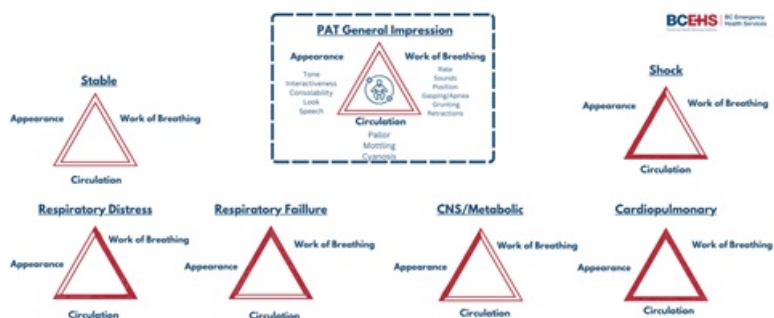 BCEHS
BC Emergency
Health Services
PAT General Impression
Appearance
Work of Breathing
Tone
Interactiveness
Consolability
Look
Speech
Rate
Sounds
Position
Gasping/Apnea
Grunting
Retractions
Circulation
Pallor
Mottling
Cyanosis
Stable
Appearance
Work of Breathing
Circulation
Shock
Appearance
Work of Breathing
Circulation
Respiratory Distress
Work of Breathing
Appearance
Circulation
Respiratory Faillure
Work of Breathing
Appearance
Circulation
CNS/Metabolic
Work of Breathing
Appearance
Circulation
Cardiopulmonary
Work of Breathing
Appearance
Circulation